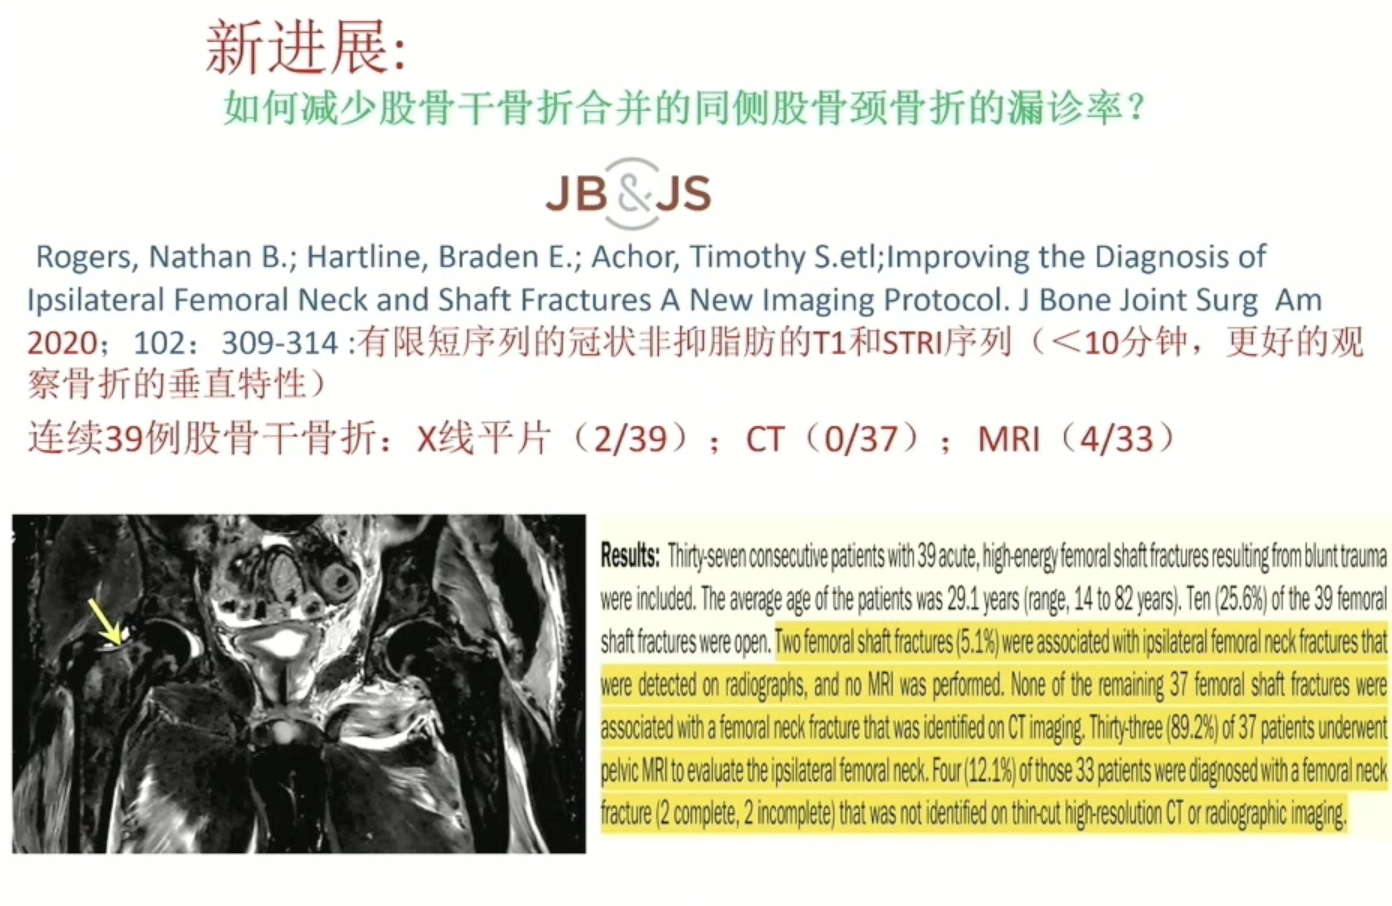 新进展:
如何减少股骨干骨折合并的同侧股骨颈骨折的漏诊率？
JB&JS
Rogers, Nathan B.; Hartline, Braden E.; Achor, Timothy S.etl;Improving the Diagnosis of
Ipsilateral Femoral Neck and Shaft Fractures A New Imaging Protocol. J Bone Joint Surg Am
2020；102：309-314 :有限短序列的冠状非抑脂肪的T1和STRI序列（＜10分钟，更好的观
察骨折的垂直特性）
连续39例股骨干骨折：X线平片（2/39）；CT（0/37）；MRI（4/33）
Results: Thirty-seven consecutive patients with 39 acute, high-energy femoral shaft fractures resulting from blunt trauma
were included. The average age of the patients was 29.1 years (range, 14 to 82 years). Ten (25.6%) of the 39 femoral
shaft fractures were open. Two femoral shaft fractures (5.1%) were associated with ipsilateral femoral neck fractures that
were detected on radiographs, and no MRI was performed. None of the remaining 37 femoral shaft fractures were
associated with a femoral neck fracture that was identified on CT imaging. Thirty-three (89.2%) of 37 patients underwent
pelvic MRI to evaluate the ipsilateral femoral neck. Four (12.1%) of those 33 patients were diagnosed with a femoral neck
fracture (2 complete, 2 incomplete) that was not identified on thin-cut high-resolution CT or radiographic imaging.